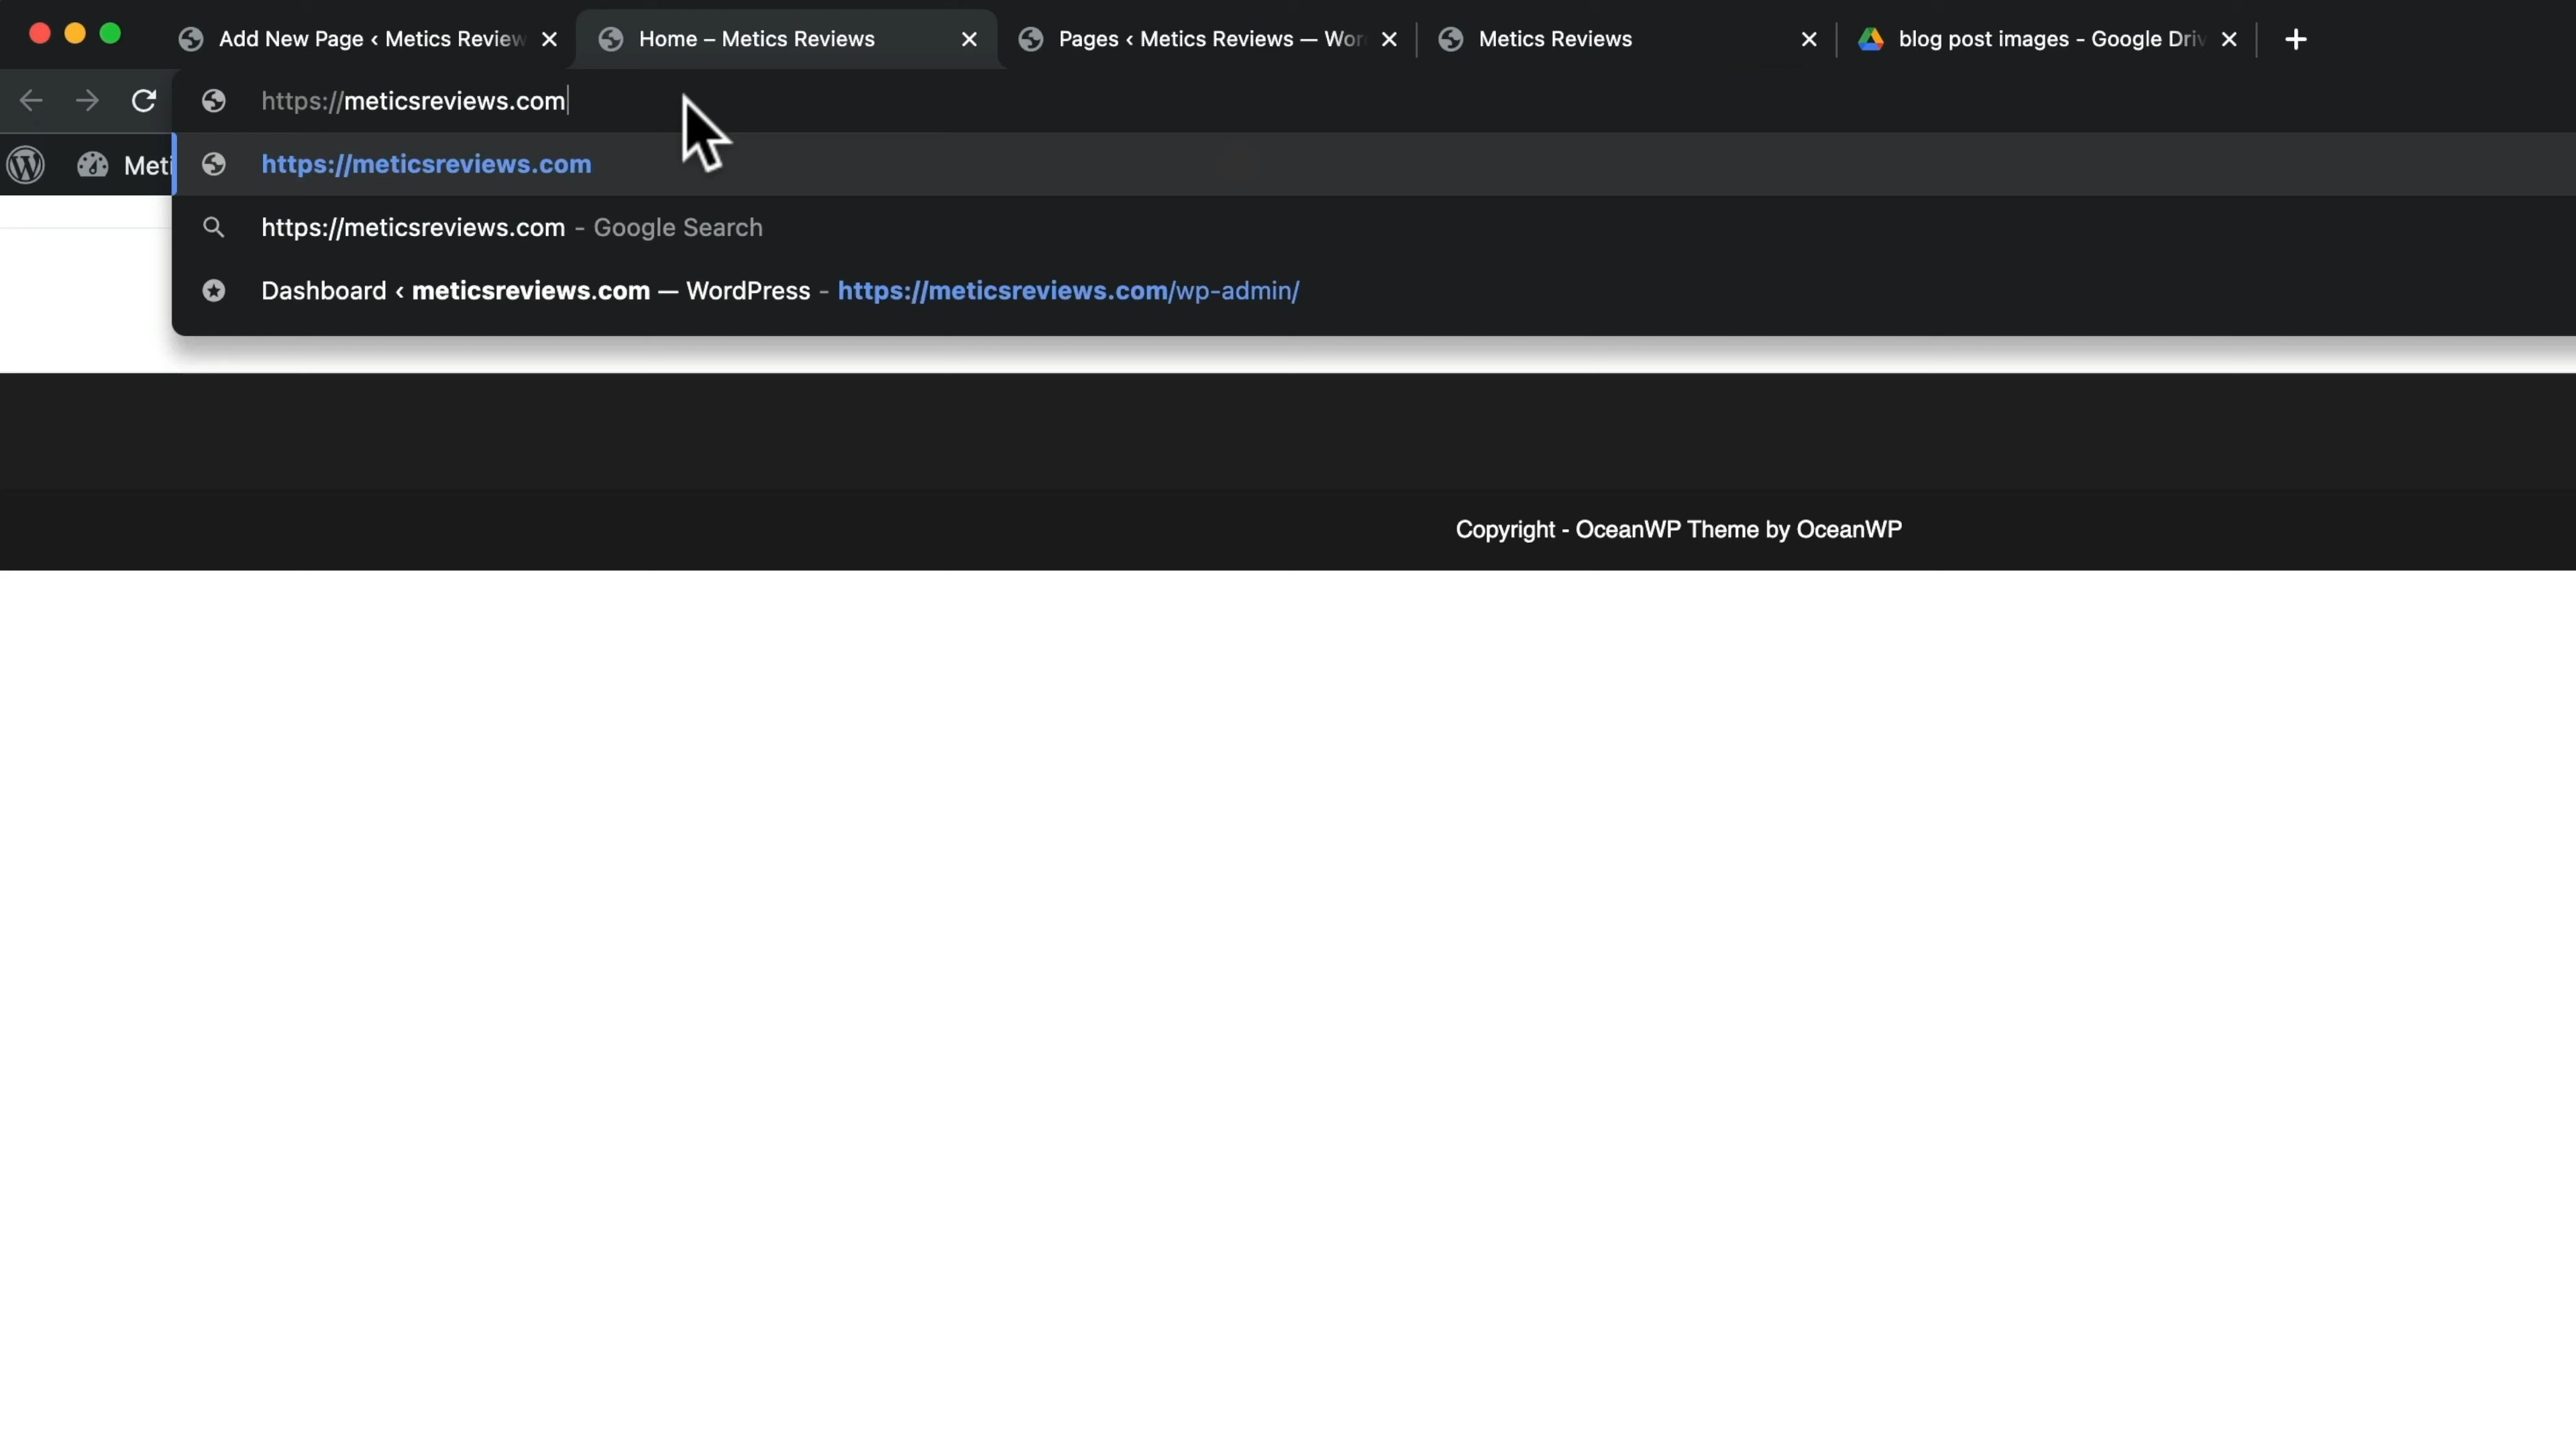 Add New Page ‹ Metics Review
Home – Metics Reviews
Pages ‹ Metics Reviews — Wor
Metics Reviews
blog post images - Google Driv
https://meticsreviews.com
Meti
https://meticsreviews.com
https://meticsreviews.com - Google Search
Dashboard ‹ meticsreviews.com — WordPress - https://meticsreviews.com/wp-admin/
Copyright - OceanWP Theme by OceanWP